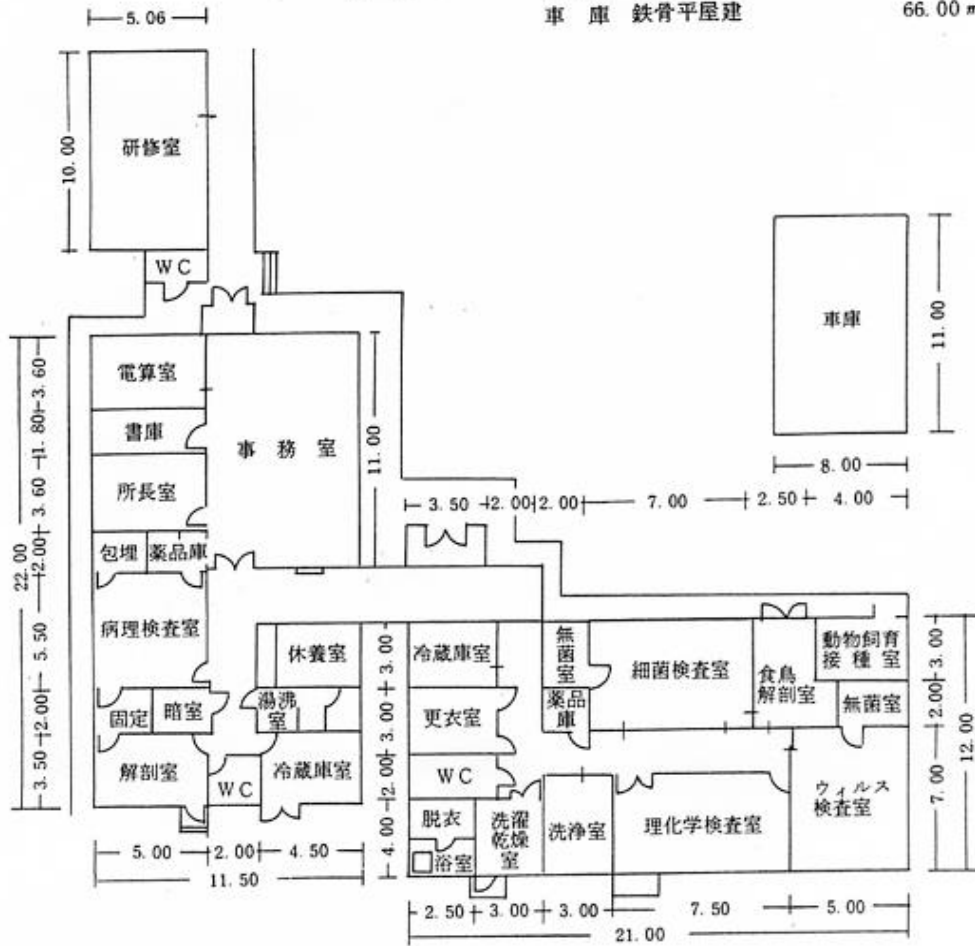 車 庫 鉄骨平屋建 66.00 ㎡
5.06
10.00
研修室
WC
車庫
11.00
8.00
3.60
1.80
3.60
2.00
5.50
2.00
3.50
22.00
電算室
書庫
所長室
事 務 室
11.00
包埋
薬品庫
病理検査室
休養室
固定
暗室
湯沸
室
解剖室
WC
冷蔵庫室
5.00
2.00
4.50
11.50
3.50
2.00
2.00
7.00
2.50
4.00
3.00
3.00
2.00
4.00
冷蔵庫室
無
菌
室
細菌検査室
食鳥
解剖室
動物飼育
接 種 室
更衣室
薬品
庫
無菌室
WC
脱衣
浴室
洗濯
乾燥
室
洗浄室
理化学検査室
ウィルス
検査室
3.00
2.00
7.00
12.00
2.50
3.00
3.00
7.50
5.00
21.00